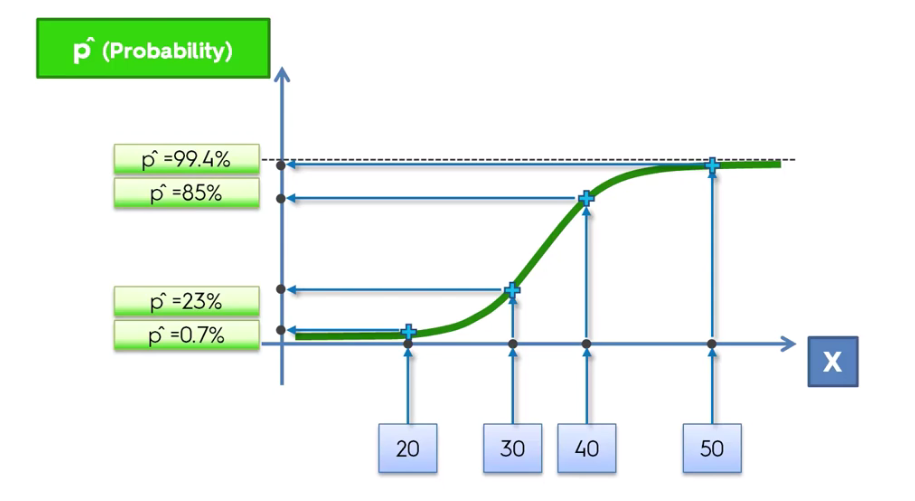 p^ (Probability)
p^ =99.4%
p^ =85%
p^ =23%
p^ =0.7%
X
20
30
40
50